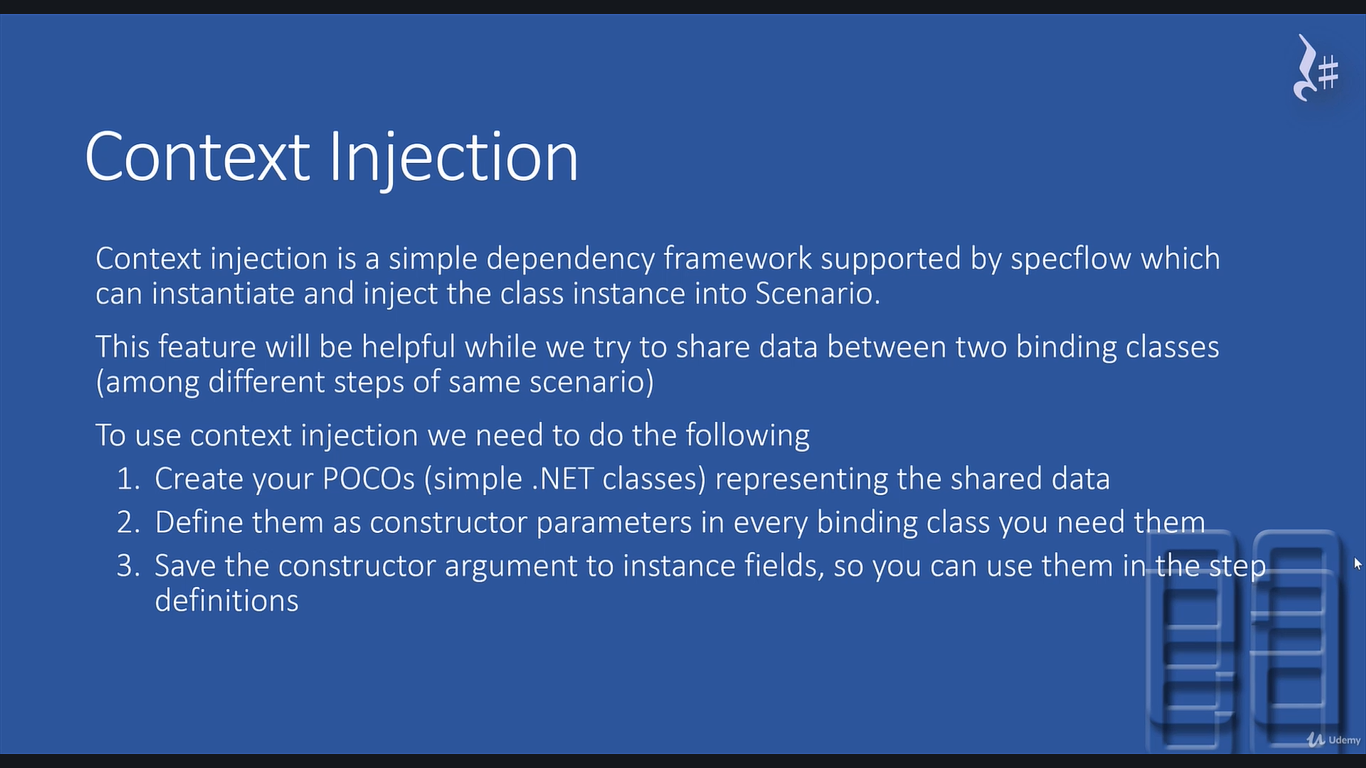 Context Injection
Context injection is a simple dependency framework supported by specflow which
can instantiate and inject the class instance into Scenario.
This feature will be helpful while we try to share data between two binding classes
(among different steps of same scenario)
To use context injection we need to do the following
1. Create your POCOs (simple .NET classes) representing the shared data
2. Define them as constructor parameters in every binding class you need them
3. Save the constructor argument to instance fields, so you can use them in the step
definitions
Udemy